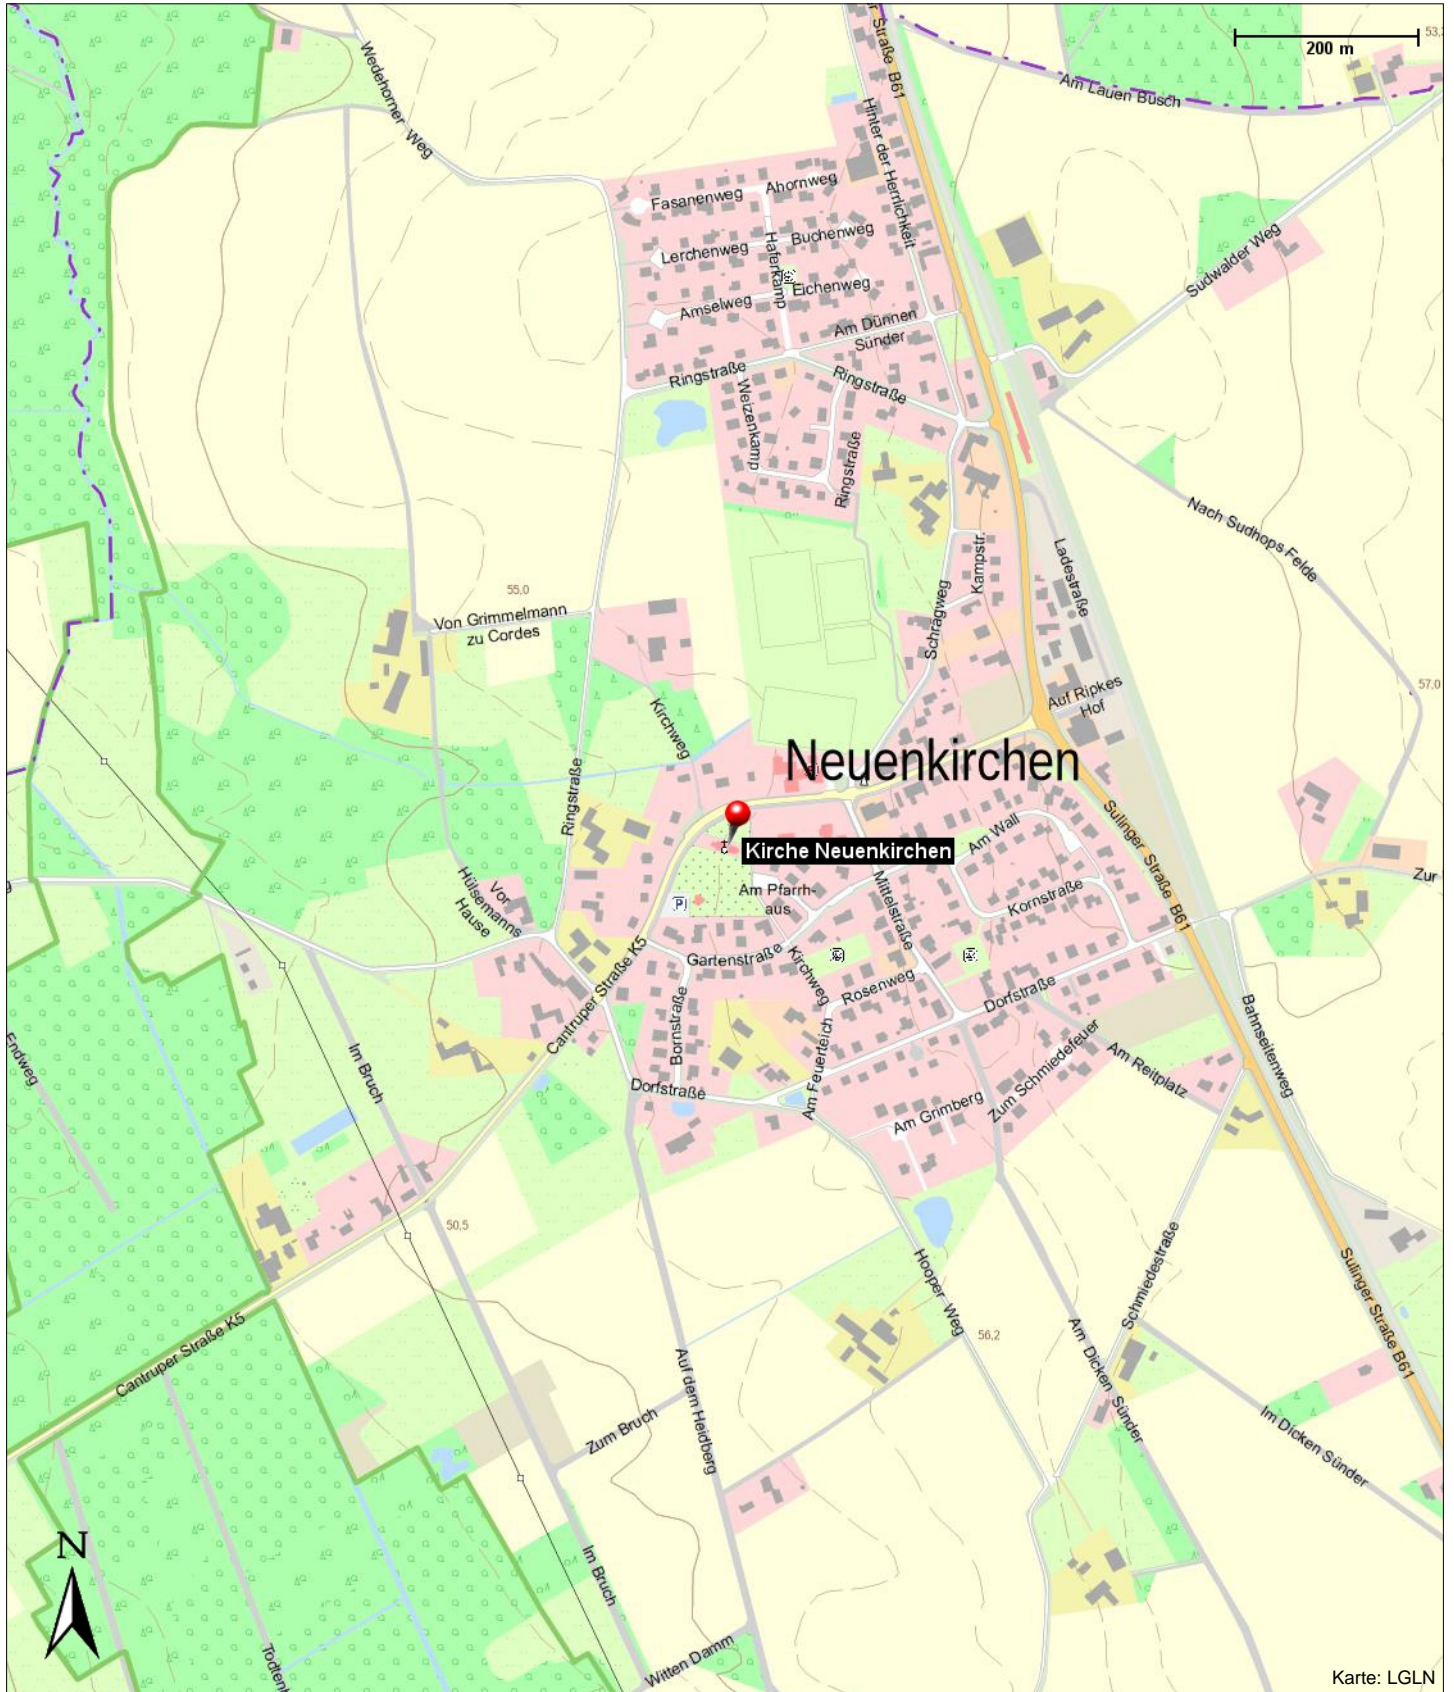 Straße B61
200 m
53,
Am Lauen Busch
Wedehorner Weg
Hinter der Herrlichkeit
Fasanenweg
Ahornweg
Lerchenweg
Haferkamp
Buchenweg
Südwalder Weg
Amselweg
Eichenweg
Am Dünnen
Sünder
Ringstraße
Ringstraße
Weizenkamp
Ringstraße
Nach Sudhops Felde
Ladestraße
Kampstr.
Schrägweg
55,0
Von Grimmelmann
zu Cordes
57,0
Auf Ripkes
Hof
Kirchweg
Neuenkirchen
Ringstraße
Kirche Neuenkirchen
Am Wall
Sulinger Straße B61
Vor
Hülsemanns
Hause
P
Am Pfarrh-
aus
Mittelstraße
Kornstraße
Zur
Gartenstraße
Kirchweg
Rosenweg
Dorfstraße
Cantruper Straße K5
Bornstraße
Am Feuerteich
Bahnseitenweg
Endweg
Im Bruch
Dorfstraße
Zum Schmiedefeuer
Am Reitplatz
Am Grimberg
50,5
Hooper Weg
Schmiedestraße
Sulinger Straße B61
56,2
Am Dicken Sünder
Cantruper Straße K5
Auf dem Heidberg
Zum Bruch
Im Dicken Sünder
N
Im Bruch
Witten Damm
Karte: LGLN